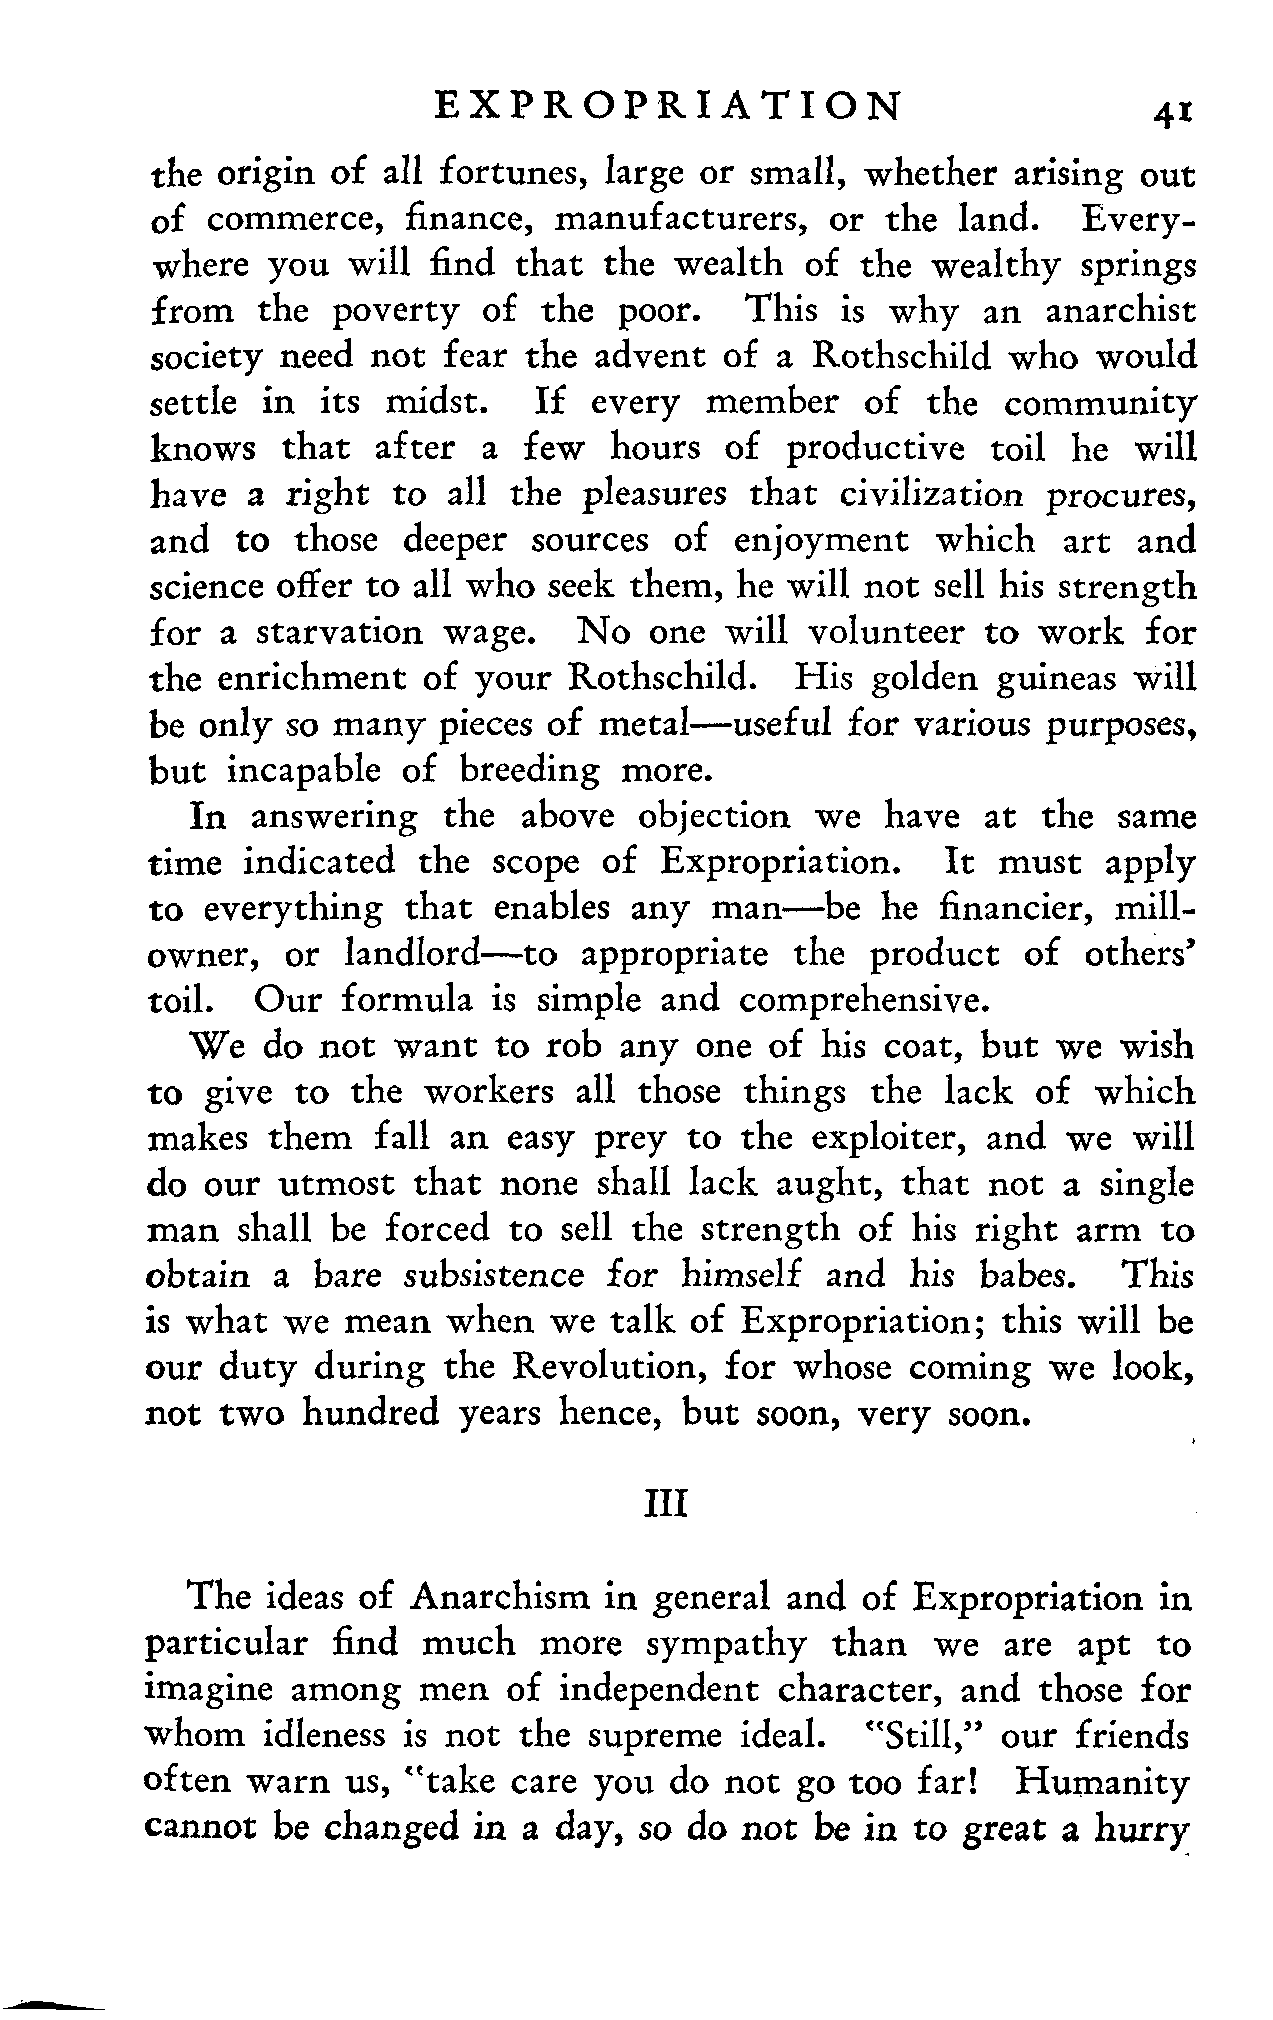 EXPROPRIATION 41
the origin of all fortunes, large or small, whether arising out
of commerce, finance, manufacturers, or the land. Every-
where you will find that the wealth of the wealthy springs
from the poverty of the poor. This is why an anarchist
society need not fear the advent of a Rothschild who would
settle in its midst. If every member of the community
knows that after a few hours of productive toil he will
have a right to all the pleasures that civilization procures,
and to those deeper sources of enjoyment which art and
science offer to all who seek them, he will not sell his strength
for a starvation wage. No one will volunteer to work for
the enrichment of your Rothschild. His golden guineas will
be only so many pieces of metal—useful for various purposes,
but incapable of breeding more.
In answering the above objection we have at the same
time indicated the scope of Expropriation. It must apply
to everything that enables any man—be he financier, mill-
owner, or landlord—to appropriate the product of others'
toil. Our formula is simple and comprehensive.
We do not want to rob any one of his coat, but we wish
to give to the workers all those things the lack of which
makes them fall an easy prey to the exploiter, and we will
do our utmost that none shall lack aught, that not a single
man shall be forced to sell the strength of his right arm to
obtain a bare subsistence for himself and his babes. This
is what we mean when we talk of Expropriation; this will be
our duty during the Revolution, for whose coming we look,
not two hundred years hence, but soon, very soon.
III
The ideas of Anarchism in general and of Expropriation in
particular find much more sympathy than we are apt to
imagine among men of independent character, and those for
whom idleness is not the supreme ideal. "Still," our friends
often warn us, "take care you do not go too far! Humanity
cannot be changed in a day, so do not be in to great a hurry